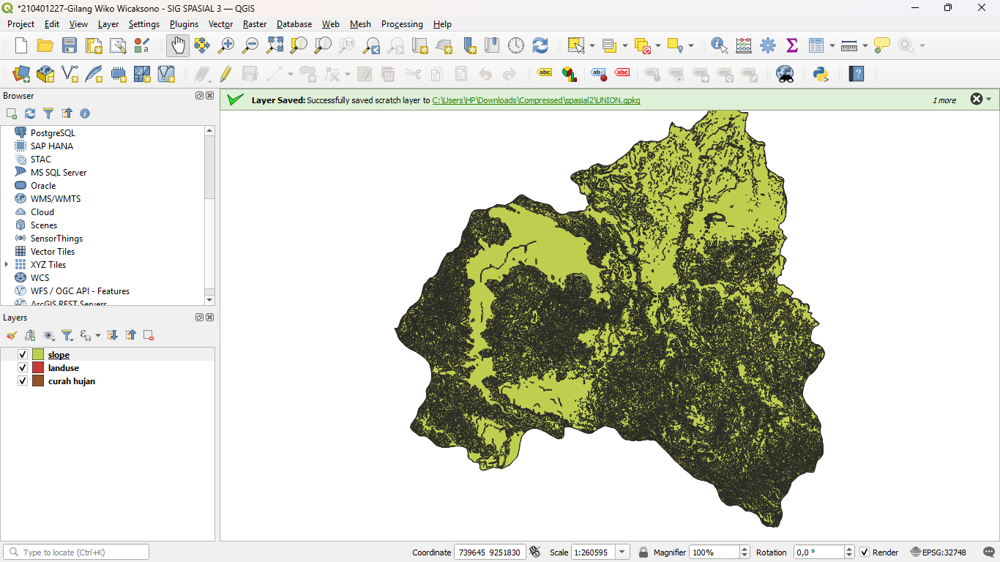 *210401227-Gilang Wiko Wicaksono - SIG SPASIAL 3 — QGIS
Project Edit View Layer Settings Plugins Vector Raster Database Web Mesh Processing Help
Browser
Layer Saved: Successfully saved scratch layer to C:\Users\HP\Downloads\Compressed\spasial2\UNION.gpkg
1 more
PostgreSQL
SAP HANA
STAC
MS SQL Server
Oracle
WMS/WMTS
Cloud
Scenes
SensorThings
Vector Tiles
XYZ Tiles
WCS
WFS / OGC API - Features
ArcGIS REST Servers
Layers
slope
landuse
curah hujan
Type to locate (Ctrl+K)
Coordinate 739645 9251830 Scale 1:260595 Magnifier 100% Rotation 0,0 ° Render EPSG:32748